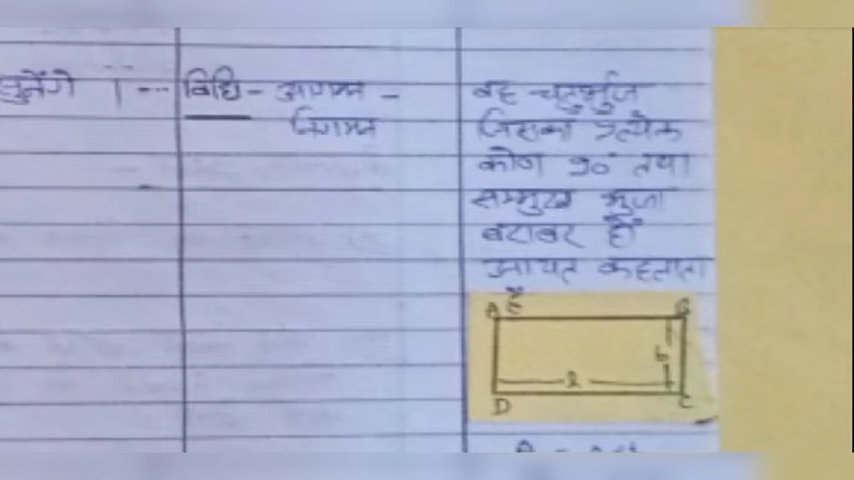 सुनेंगे
विधि - आगमन -
निगमन
वह चतुर्भुज
जिसका प्रत्येक
कोण 90° तथा
सम्मुख भुजा
बराबर हों
आयत कहलाता
है
A B
b
l
D C